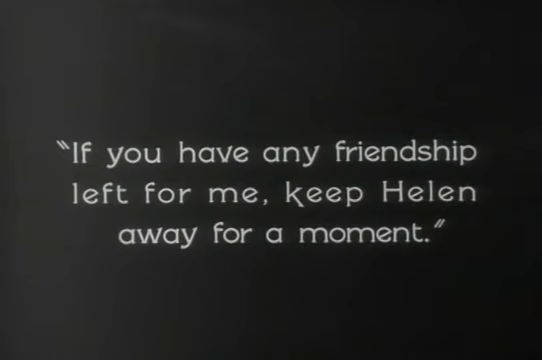 "If you have any friendship
left for me, keep Helen
away for a moment."